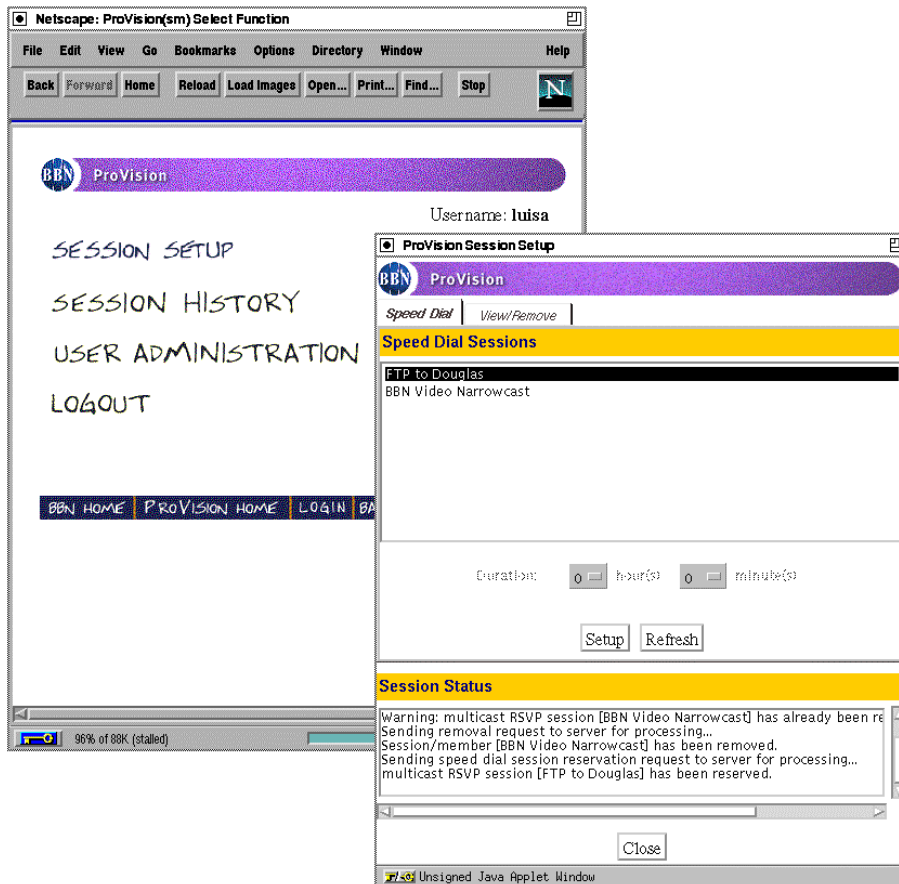 Netscape: ProVision(sm) Select Function
File Edit View Go Bookmarks Options Directory Window Help
Back Forward Home Reload Load Images Open... Print... Find... Stop
N
BBN ProVision
Username: luisa
SESSION SETUP
SESSION HISTORY
USER ADMINISTRATION
LOGOUT
BBN HOME PROVISION HOME LOGIN BA
96% of 88K (stalled)
ProVision Session Setup
BBN ProVision
Speed Dial View/Remove
Speed Dial Sessions
FTP to Douglas
BBN Video Narrowcast
Duration: 0 hour(s) 0 minute(s)
Setup Refresh
Session Status
Warning: multicast RSVP session [BBN Video Narrowcast] has already been re
Sending removal request to server for processing...
Session/member [BBN Video Narrowcast] has been removed.
Sending speed dial session reservation request to server for processing...
multicast RSVP session [FTP to Douglas] has been reserved.
Close
Unsigned Java Applet Window